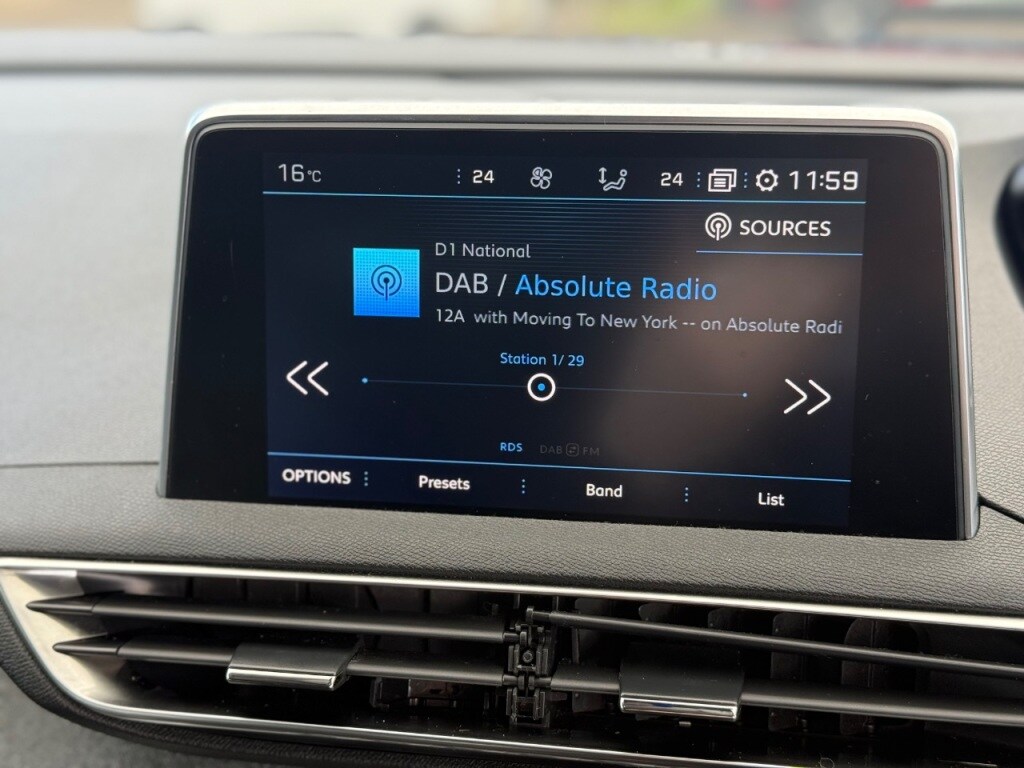 16°C 24 24 11:59
SOURCES
D1 National
DAB / Absolute Radio
12A with Moving To New York -- on Absolute Radi
Station 1/ 29
RDS DAB FM
OPTIONS Presets Band List